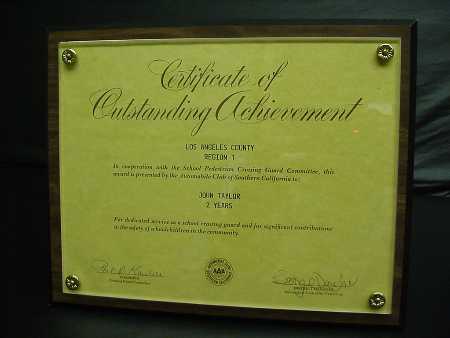 Certificate of
Outstanding Achievement
LOS ANGELES COUNTY
REGION 1
In cooperation with the School Pedestrian Crossing Guard Committee, this
award is presented by the Automobile Club of Southern California to:
JOHN TAYLOR
2 YEARS
For dedicated service as a school crossing guard and for significant contributions
to the safety of schoolchildren in the community.
AAA